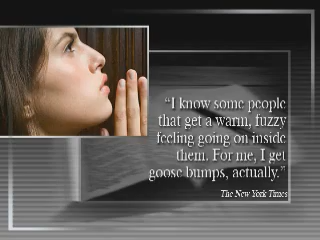 “I know some people
that get a warm, fuzzy
feeling going on inside
them. For me, I get
goose bumps, actually.”
The New York Times